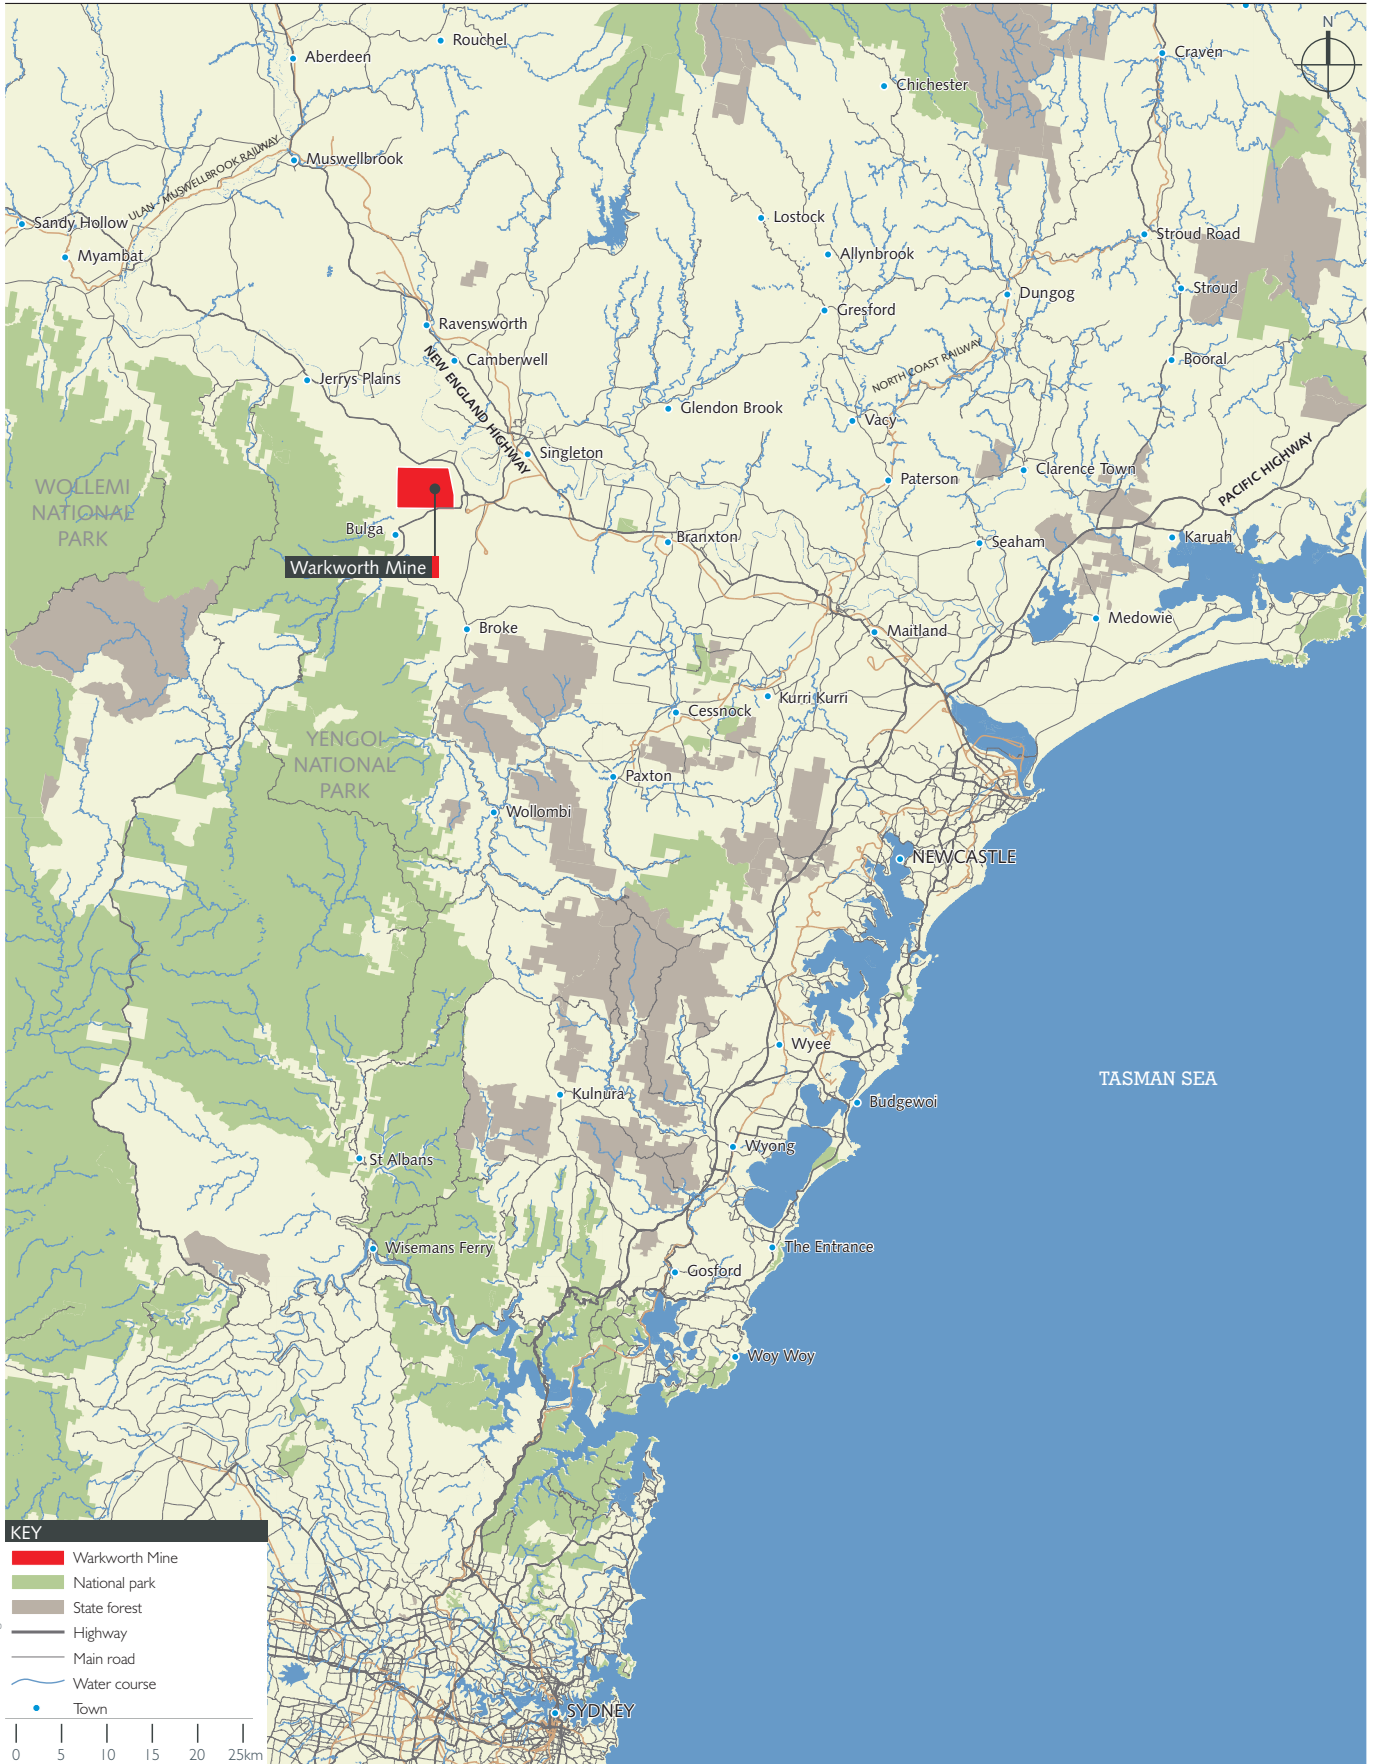 N
Rouchel
Aberdeen
Craven
Chichester
ULAN - MUSWELLBROOK RAILWAY
Muswellbrook
Sandy Hollow
Lostock
Stroud Road
Myambat
Allynbrook
Stroud
Dungog
Gresford
Ravensworth
Camberwell
NEW ENGLAND HIGHWAY
NORTH COAST RAILWAY
Booral
Jerrys Plains
Glendon Brook
Vacy
Singleton
Clarence Town
PACIFIC HIGHWAY
Paterson
WOLLEMI
NATIONAL
PARK
Bulga
Branxton
Seaham
Karuah
Warkworth Mine
Medowie
Broke
Maitland
Kurri Kurri
Cessnock
YENGOI
NATIONAL
PARK
Paxton
Wollombi
NEWCASTLE
Wyee
TASMAN SEA
Kulnura
Budgewoi
Wyong
St Albans
Wisemans Ferry
The Entrance
Gosford
Woy Woy
KEY
Warkworth Mine
National park
State forest
Highway
Main road
Water course
Town
0 5 10 15 20 25km
SYDNEY